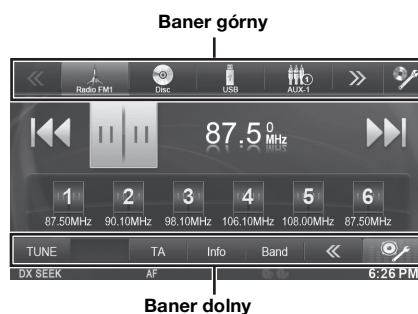 Baner górny
Radio FM1 Disc USB AUX-1
87.50 MHz
1 2 3 4 5 6
87.50MHz 90.10MHz 98.10MHz 106.10MHz 108.00MHz 87.50MHz
TUNE TA Info Band
DX SEEK AF 6:26 PM
Baner dolny